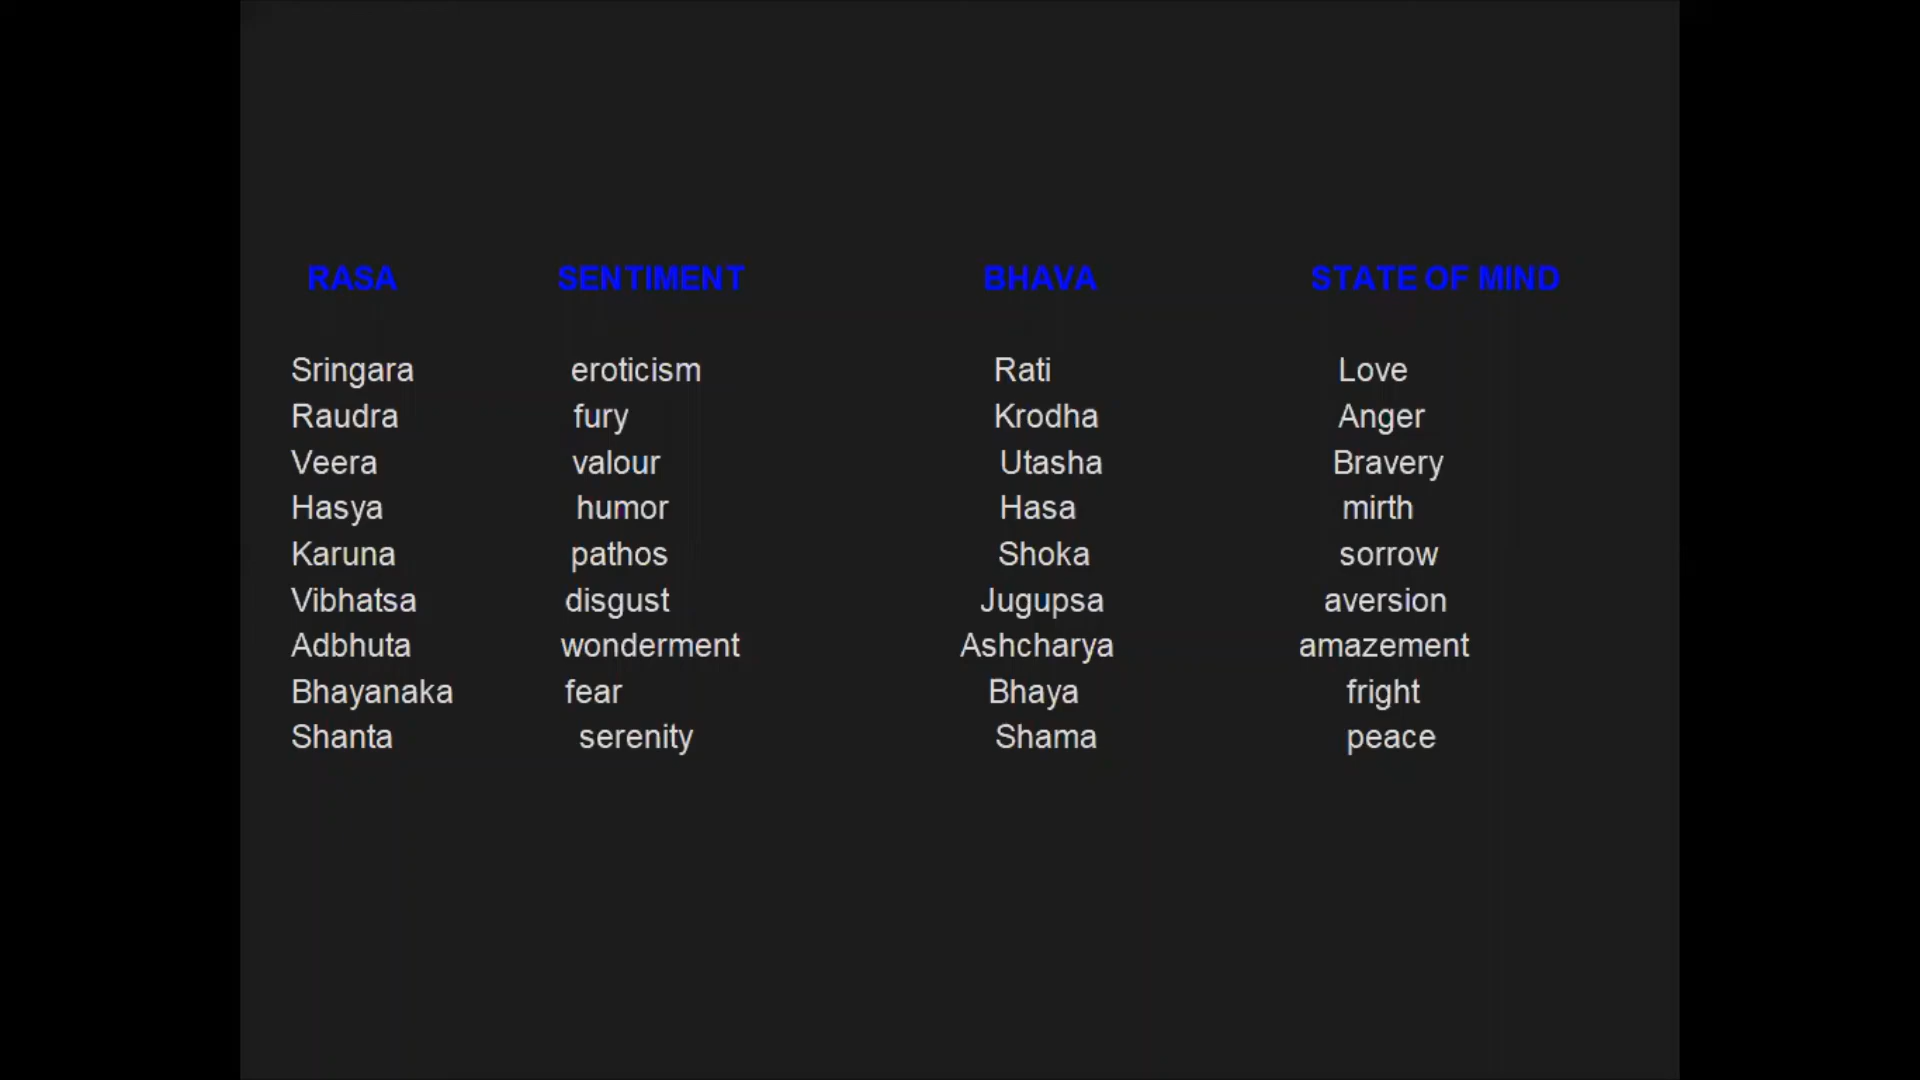 RASA SENTIMENT BHAVA STATE OF MIND
Sringara eroticism Rati Love
Raudra fury Krodha Anger
Veera valour Utasha Bravery
Hasya humor Hasa mirth
Karuna pathos Shoka sorrow
Vibhatsa disgust Jugupsa aversion
Adbhuta wonderment Ashcharya amazement
Bhayanaka fear Bhaya fright
Shanta serenity Shama peace